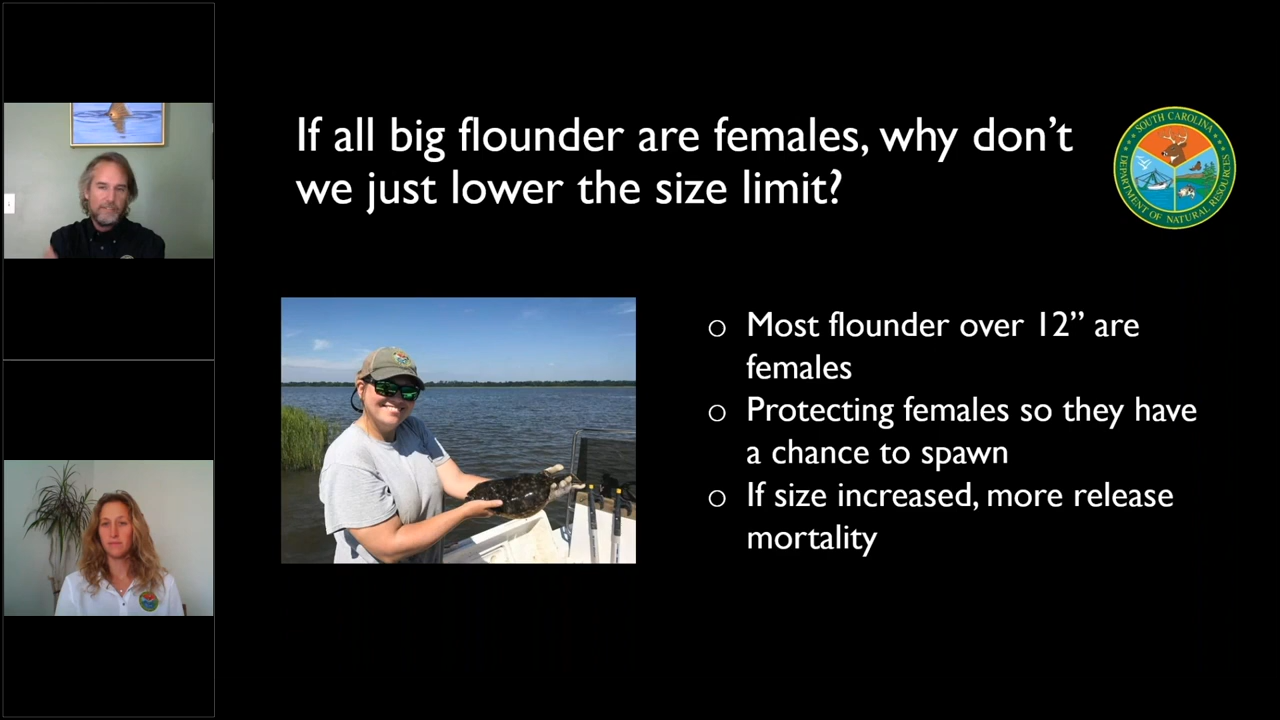 If all big flounder are females, why don't
we just lower the size limit?
SOUTH CAROLINA
DEPARTMENT OF NATURAL RESOURCES
o Most flounder over 12” are
females
o Protecting females so they have
a chance to spawn
o If size increased, more release
mortality